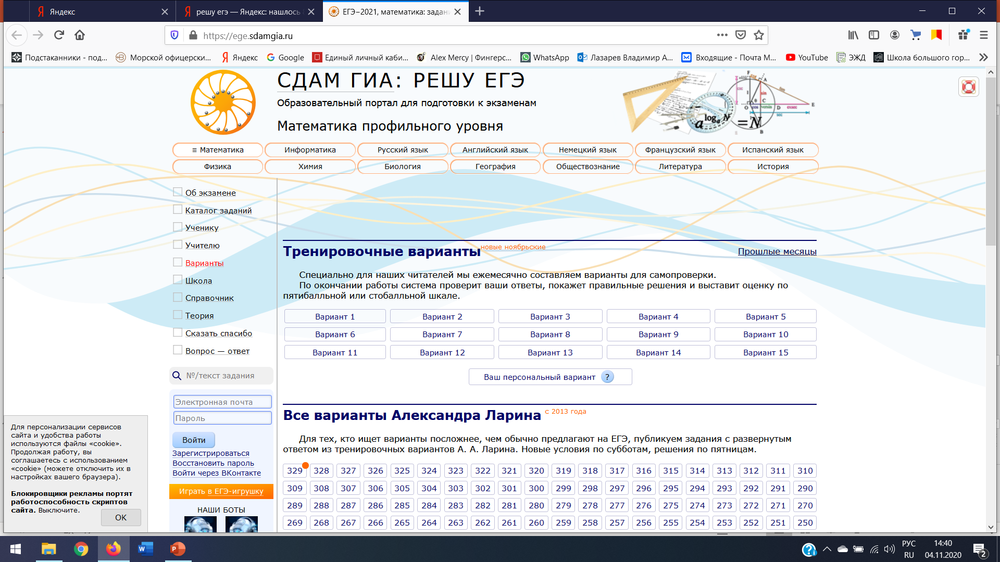 Яндекс
решу егэ — Яндекс: нашлось
ЕГЭ–2021, математика: задан
https://ege.sdamgia.ru
Подстаканники - под...
Морской офицерски...
Яндекс
Google
Единый личный каби...
Alex Mercy | Фингерс...
WhatsApp
Лазарев Владимир А...
Входящие - Почта M...
YouTube
ЭЖД
Школа большого гор...
СДАМ ГИА: РЕШУ ЕГЭ
Образовательный портал для подготовки к экзаменам
Математика профильного уровня
≡ Математика
Информатика
Русский язык
Английский язык
Немецкий язык
Французский язык
Испанский язык
Физика
Химия
Биология
География
Обществознание
Литература
История
Об экзамене
Каталог заданий
Ученику
Учителю
Варианты
Школа
Справочник
Теория
Сказать спасибо
Вопрос — ответ
№/текст задания
Электронная почта
Пароль
Войти
Зарегистрироваться
Восстановить пароль
Войти через ВКонтакте
Играть в ЕГЭ-игрушку
НАШИ БОТЫ
Тренировочные варианты новые ноябрьские
Прошлые месяцы
Специально для наших читателей мы ежемесячно составляем варианты для самопроверки.
По окончании работы система проверит ваши ответы, покажет правильные решения и выставит оценку по
пятибалльной или стобалльной шкале.
Вариант 1 Вариант 2 Вариант 3 Вариант 4 Вариант 5
Вариант 6 Вариант 7 Вариант 8 Вариант 9 Вариант 10
Вариант 11 Вариант 12 Вариант 13 Вариант 14 Вариант 15
Ваш персональный вариант ?
Все варианты Александра Ларина с 2013 года
Для тех, кто ищет варианты посложнее, чем обычно предлагают на ЕГЭ, публикуем задания с развернутым
ответом из тренировочных вариантов А. А. Ларина. Новые условия по субботам, решения по пятницам.
329 328 327 326 325 324 323 322 321 320 319 318 317 316 315 314 313 312 311 310
309 308 307 306 305 304 303 302 301 300 299 298 297 296 295 294 293 292 291 290
289 288 287 286 285 284 283 282 281 280 279 278 277 276 275 274 273 272 271 270
269 268 267 266 265 264 263 262 261 260 259 258 257 256 255 254 253 252 251 250
Для персонализации сервисов
сайта и удобства работы
используются файлы «cookie».
Продолжая работу, вы
соглашаетесь с использованием
«cookie» (можете отключить их в
настройках вашего браузера).
Блокировщики рекламы портят
работоспособность скриптов
сайта. Выключите.
OK
РУС
RU
14:40
04.11.2020
2